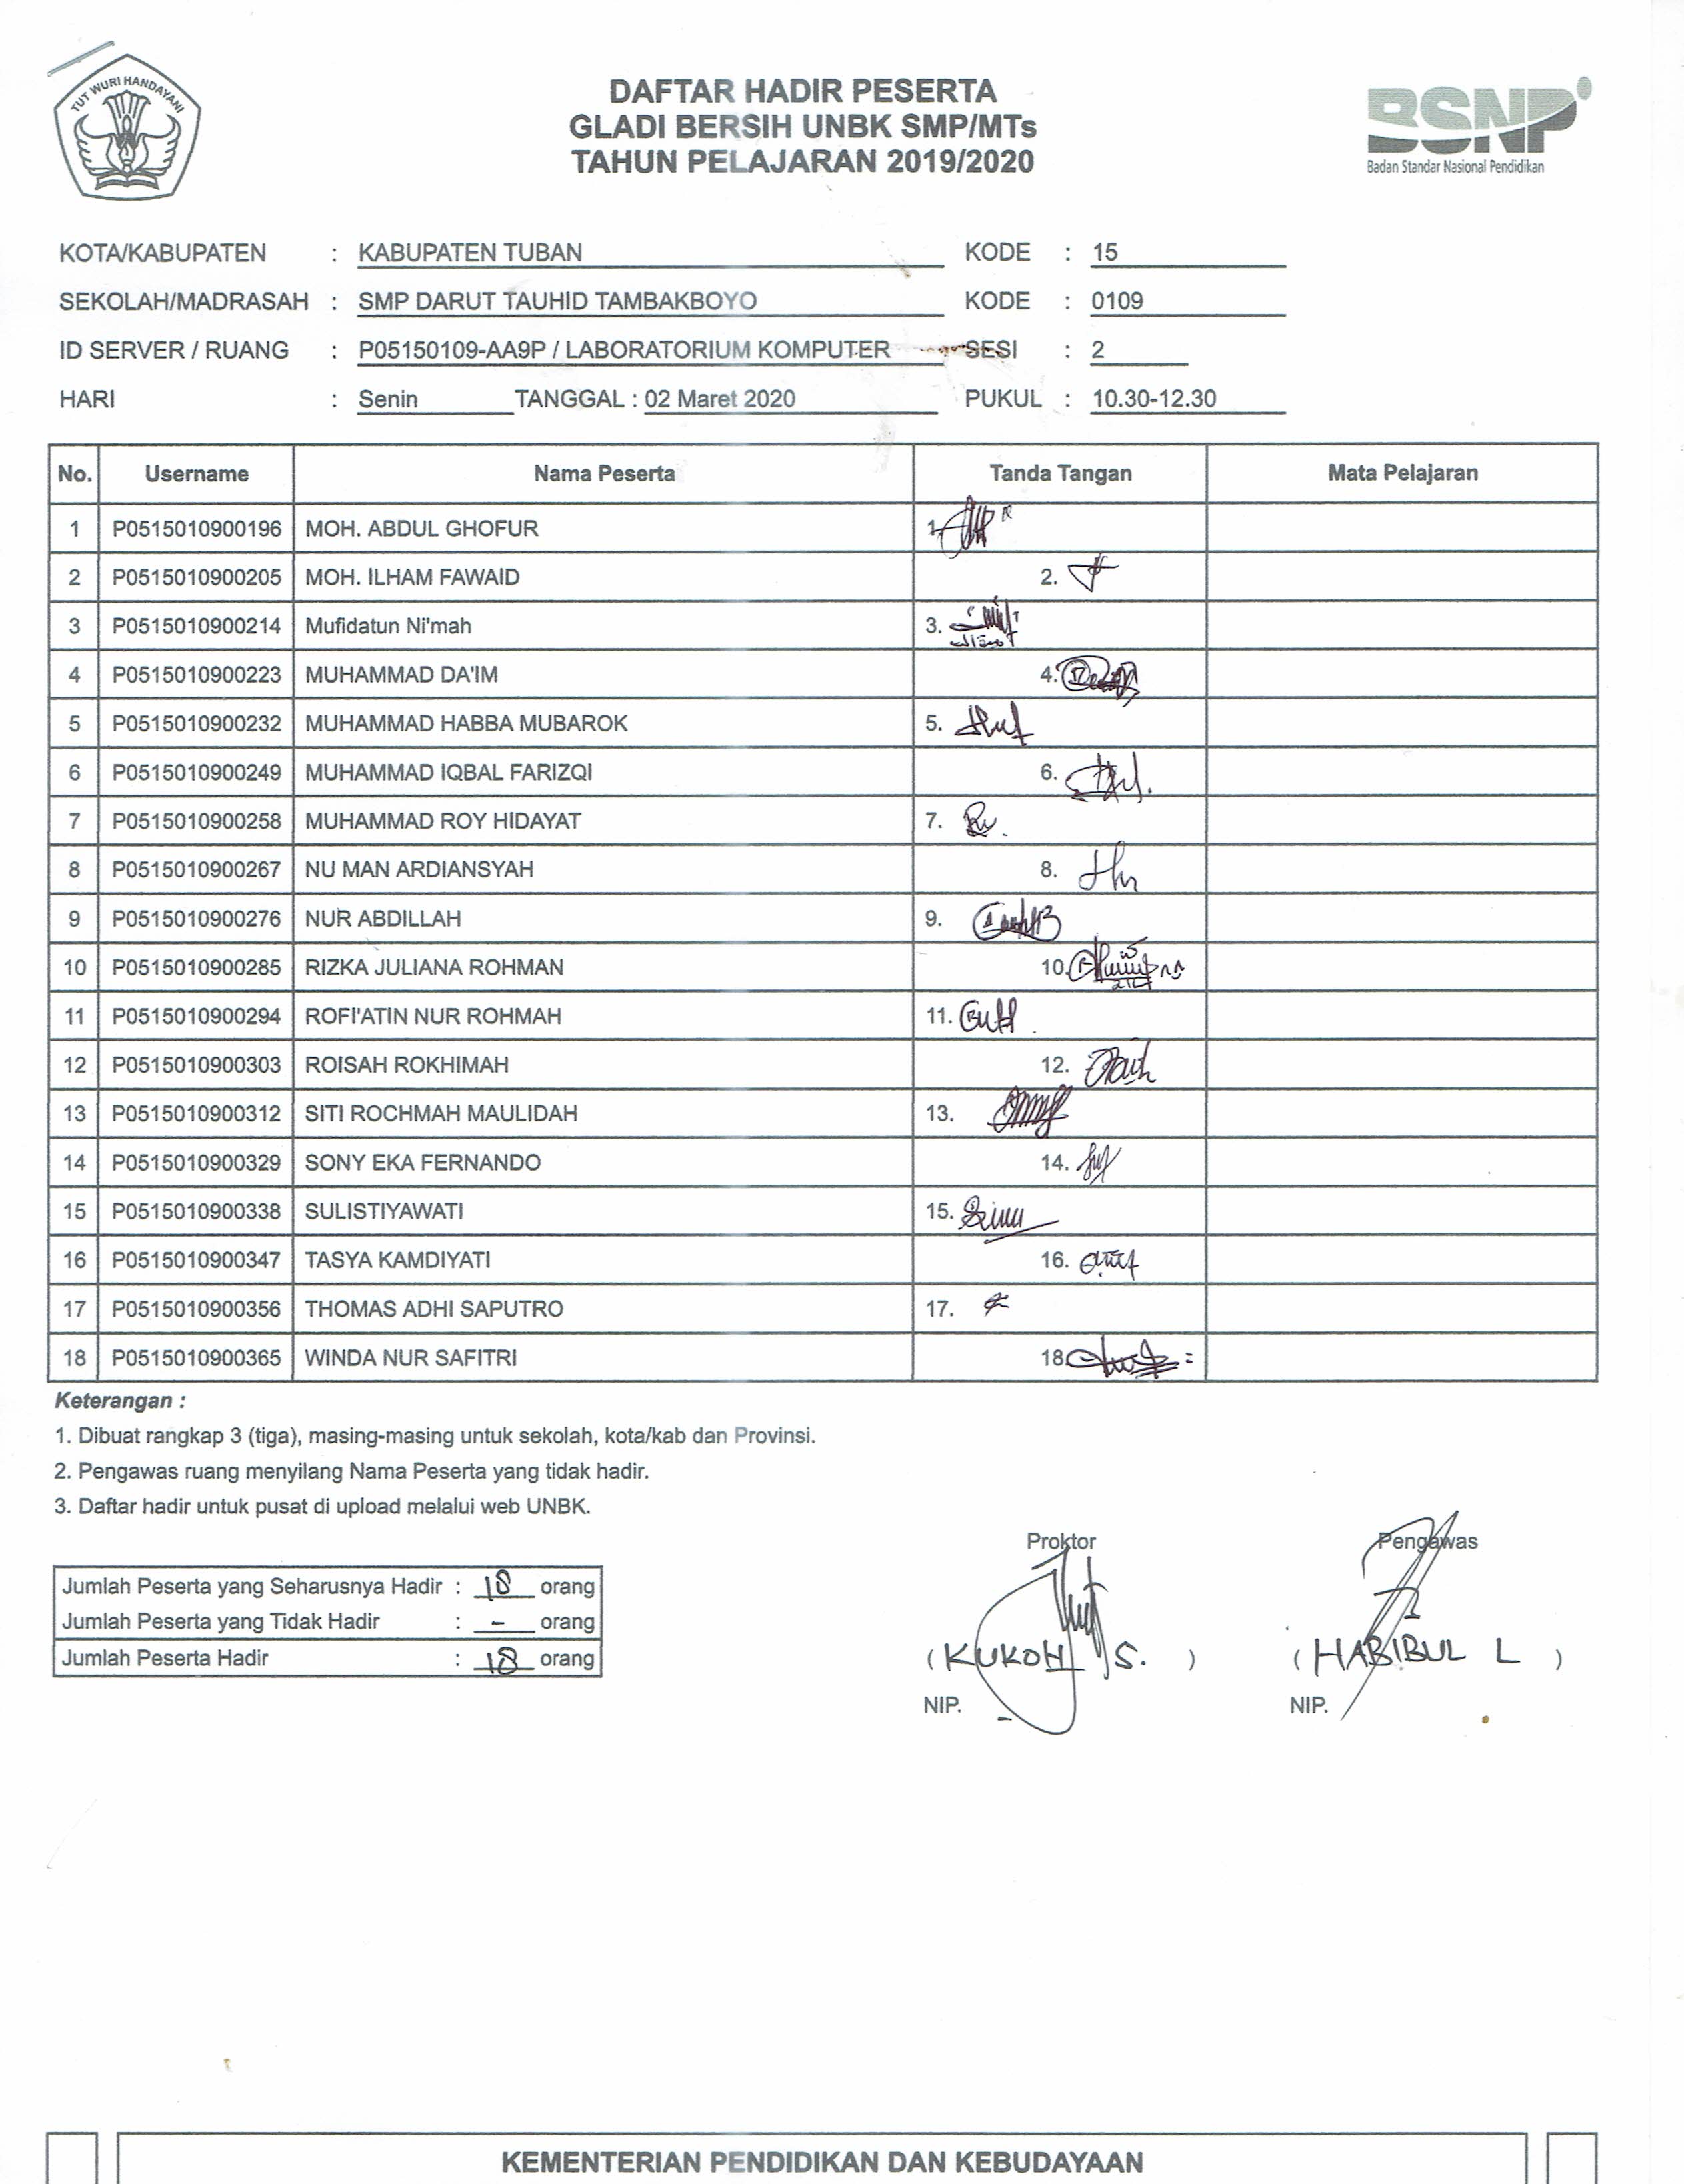 TUT WURI HANDAYANI
DAFTAR HADIR PESERTA
GLADI BERSIH UNBK SMP/MTs
TAHUN PELAJARAN 2019/2020
BSNP
Badan Standar Nasional Pendidikan
KOTA/KABUPATEN : KABUPATEN TUBAN KODE : 15
SEKOLAH/MADRASAH : SMP DARUT TAUHID TAMBAKBOYO KODE : 0109
ID SERVER / RUANG : P05150109-AA9P / LABORATORIUM KOMPUTER SESI : 2
HARI : Senin TANGGAL : 02 Maret 2020 PUKUL : 10.30-12.30
No. Username Nama Peserta Tanda Tangan Mata Pelajaran
1 P0515010900196 MOH. ABDUL GHOFUR 1.
2 P0515010900205 MOH. ILHAM FAWAID 2.
3 P0515010900214 Mufidatun Ni'mah 3.
4 P0515010900223 MUHAMMAD DA'IM 4.
5 P0515010900232 MUHAMMAD HABBA MUBAROK 5.
6 P0515010900249 MUHAMMAD IQBAL FARIZQI 6.
7 P0515010900258 MUHAMMAD ROY HIDAYAT 7.
8 P0515010900267 NU MAN ARDIANSYAH 8.
9 P0515010900276 NUR ABDILLAH 9.
10 P0515010900285 RIZKA JULIANA ROHMAN 10.
11 P0515010900294 ROFI'ATIN NUR ROHMAH 11.
12 P0515010900303 ROISAH ROKHIMAH 12.
13 P0515010900312 SITI ROCHMAH MAULIDAH 13.
14 P0515010900329 SONY EKA FERNANDO 14.
15 P0515010900338 SULISTIYAWATI 15.
16 P0515010900347 TASYA KAMDIYATI 16.
17 P0515010900356 THOMAS ADHI SAPUTRO 17.
18 P0515010900365 WINDA NUR SAFITRI 18.
Keterangan :
1. Dibuat rangkap 3 (tiga), masing-masing untuk sekolah, kota/kab dan Provinsi.
2. Pengawas ruang menyilang Nama Peserta yang tidak hadir.
3. Daftar hadir untuk pusat di upload melalui web UNBK.
Proktor Pengawas
Jumlah Peserta yang Seharusnya Hadir : 18 orang
Jumlah Peserta yang Tidak Hadir : - orang
Jumlah Peserta Hadir : 18 orang
( KUKOH S. ) ( HABIBUL L )
NIP. - NIP.
KEMENTERIAN PENDIDIKAN DAN KEBUDAYAAN